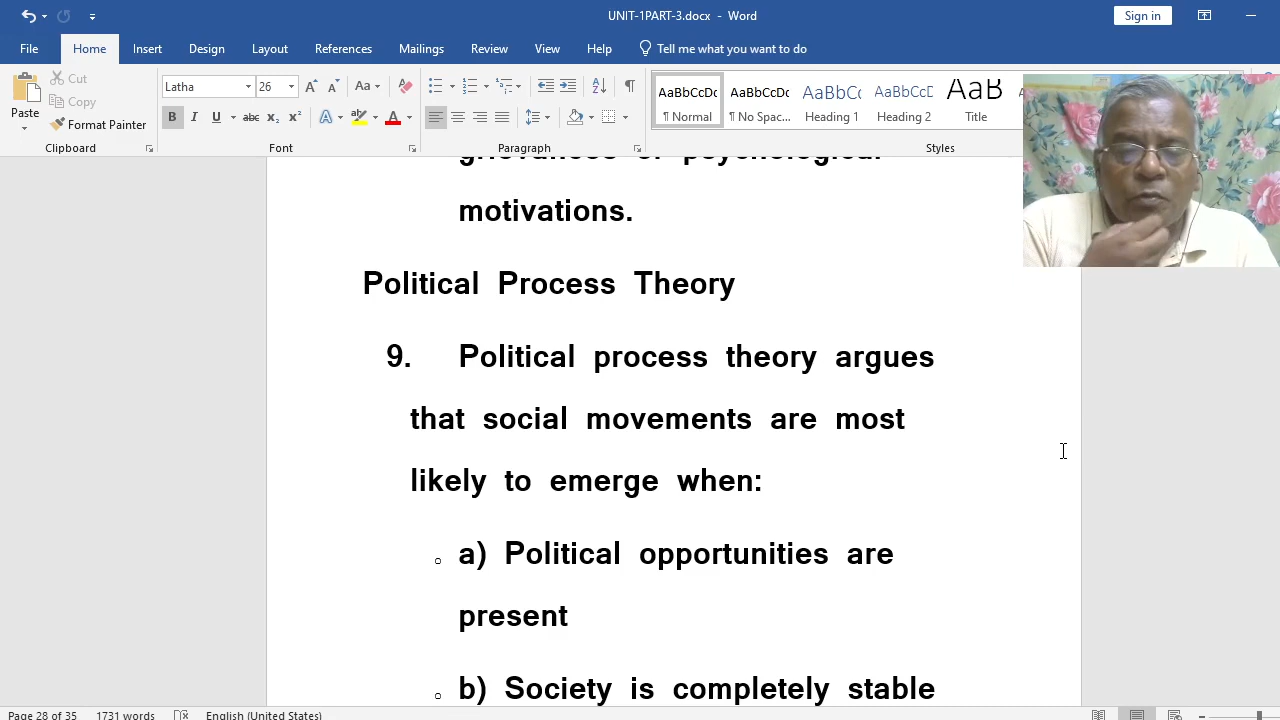 UNIT-1PART-3.docx - Word
Sign in
File Home Insert Design Layout References Mailings Review View Help Tell me what you want to do
Paste
Cut
Copy
Format Painter
Clipboard
Latha 26
Font
Paragraph
AaBbCcDc AaBbCcDc AaBbCc AaBbCcD AaB
¶ Normal ¶ No Spac... Heading 1 Heading 2 Title
Styles
grievances or psychological
motivations.
Political Process Theory
9. Political process theory argues
that social movements are most
likely to emerge when:
a) Political opportunities are
present
b) Society is completely stable
Page 28 of 35 1731 words English (United States)